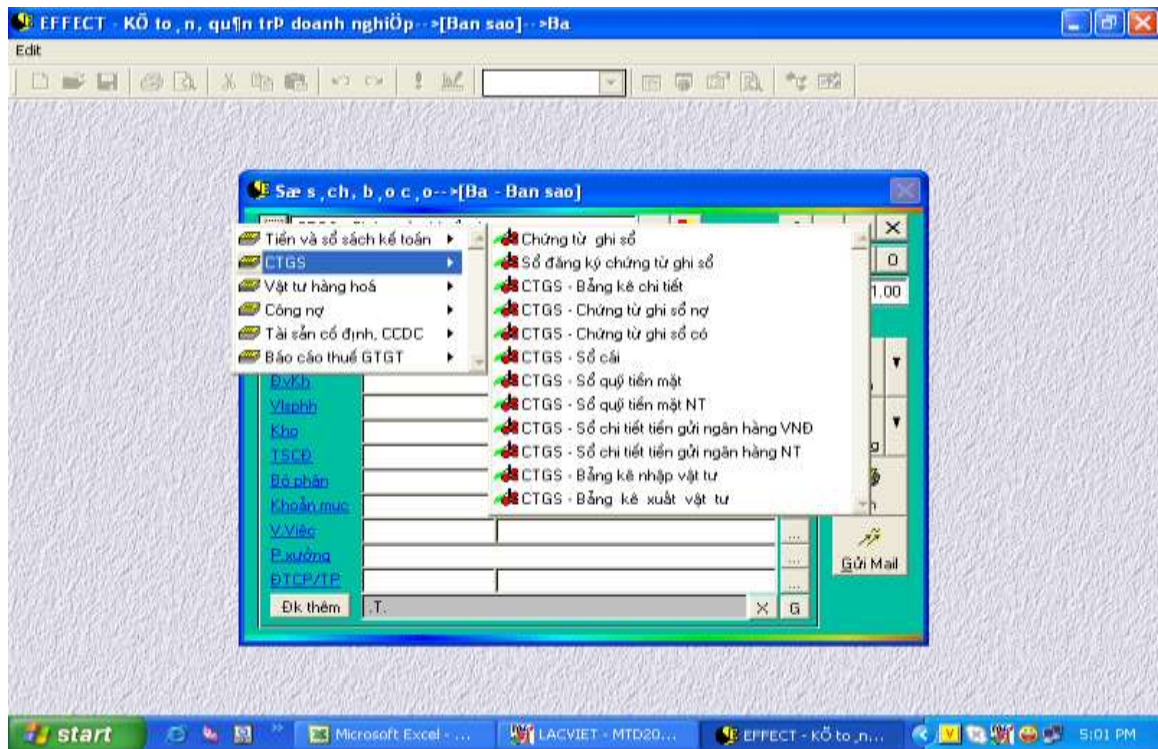 EFFECT - KÕ to¸n, qu¶n trÞ doanh nghiÖp-->[Ban sao]-->Ba
Edit
Sæ s¸ch, b¸o c¸o-->[Ba - Ban sao]
Tiền và sổ sách kế toán
CTGS
Vật tư hàng hoá
Công nợ
Tài sản cố định, CCDC
Báo cáo thuế GTGT
Chứng từ ghi sổ
Sổ đăng ký chứng từ ghi sổ
CTGS - Bảng kê chi tiết
CTGS - Chứng từ ghi sổ nợ
CTGS - Chứng từ ghi sổ có
CTGS - Sổ cái
CTGS - Sổ quỹ tiền mặt
CTGS - Sổ quỹ tiền mặt NT
CTGS - Sổ chi tiết tiền gửi ngân hàng VNĐ
CTGS - Sổ chi tiết tiền gửi ngân hàng NT
CTGS - Bảng kê nhập vật tư
CTGS - Bảng kê xuất vật tư
0
1.00
ĐvKh
Vlsphh
Kho
TSCĐ
Bộ phận
Khoản mục
V.Việc
...
P.xưởng
...
ĐTCP/TP
...
Gửi Mail
Đk thêm .T. X G
start Microsoft Excel - ... LACVIET - MTD20... EFFECT - KÕ to¸n... 5:01 PM